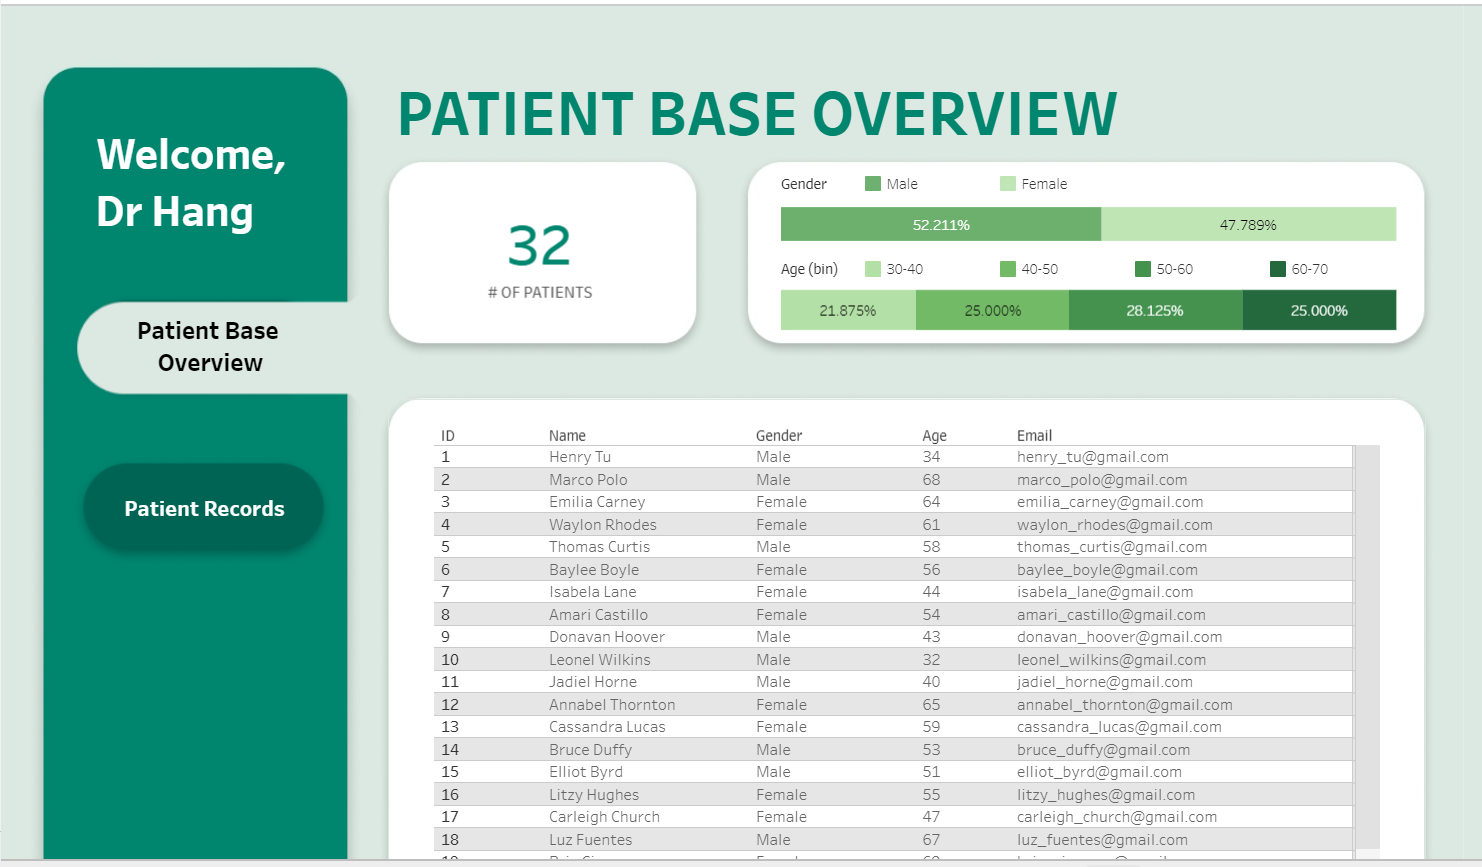 Welcome,
Dr Hang
Patient Base
Overview
Patient Records
PATIENT BASE OVERVIEW
32
# OF PATIENTS
Gender Male Female
52.211% 47.789%
Age (bin) 30-40 40-50 50-60 60-70
21.875% 25.000% 28.125% 25.000%
ID Name Gender Age Email
1 Henry Tu Male 34 henry_tu@gmail.com
2 Marco Polo Male 68 marco_polo@gmail.com
3 Emilia Carney Female 64 emilia_carney@gmail.com
4 Waylon Rhodes Female 61 waylon_rhodes@gmail.com
5 Thomas Curtis Male 58 thomas_curtis@gmail.com
6 Baylee Boyle Female 56 baylee_boyle@gmail.com
7 Isabela Lane Female 44 isabela_lane@gmail.com
8 Amari Castillo Female 54 amari_castillo@gmail.com
9 Donavan Hoover Male 43 donavan_hoover@gmail.com
10 Leonel Wilkins Male 32 leonel_wilkins@gmail.com
11 Jadiel Horne Male 40 jadiel_horne@gmail.com
12 Annabel Thornton Female 65 annabel_thornton@gmail.com
13 Cassandra Lucas Female 59 cassandra_lucas@gmail.com
14 Bruce Duffy Male 53 bruce_duffy@gmail.com
15 Elliot Byrd Male 51 elliot_byrd@gmail.com
16 Litzy Hughes Female 55 litzy_hughes@gmail.com
17 Carleigh Church Female 47 carleigh_church@gmail.com
18 Luz Fuentes Male 67 luz_fuentes@gmail.com